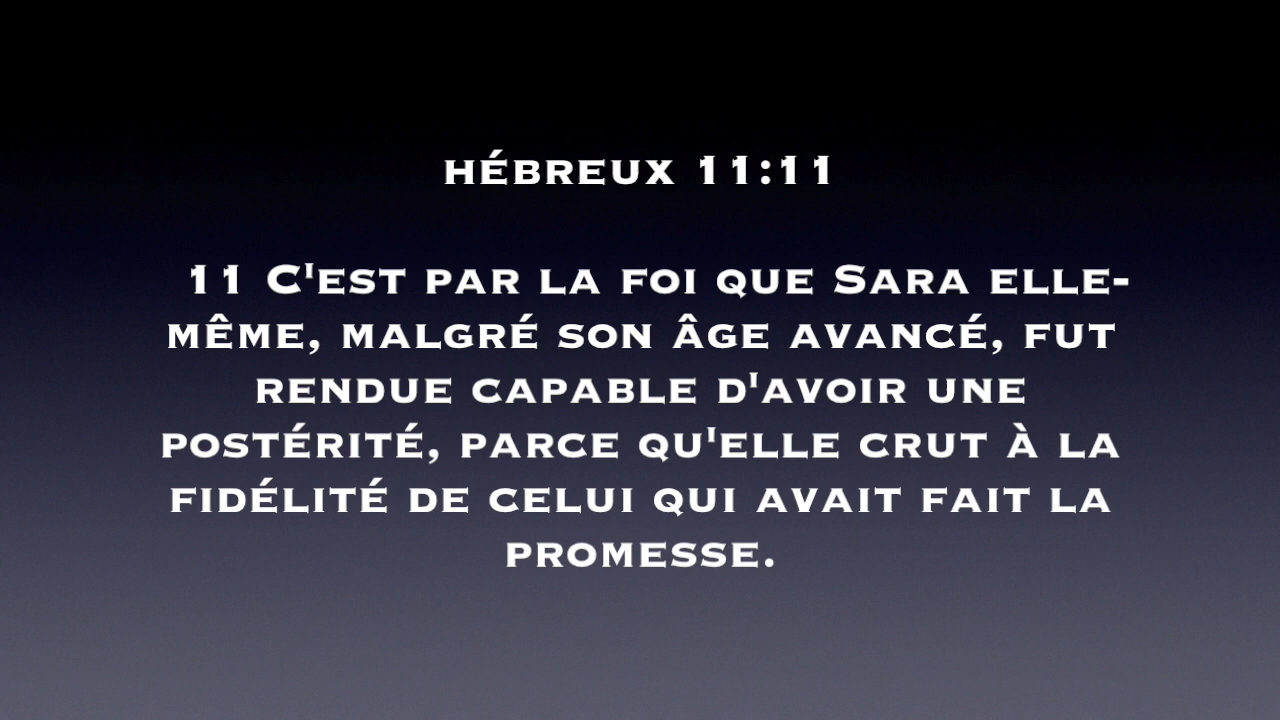 HÉBREUX 11:11
11 C'EST PAR LA FOI QUE SARA ELLE-
MÊME, MALGRÉ SON ÂGE AVANCÉ, FUT
RENDUE CAPABLE D'AVOIR UNE
POSTÉRITÉ, PARCE QU'ELLE CRUT À LA
FIDÉLITÉ DE CELUI QUI AVAIT FAIT LA
PROMESSE.